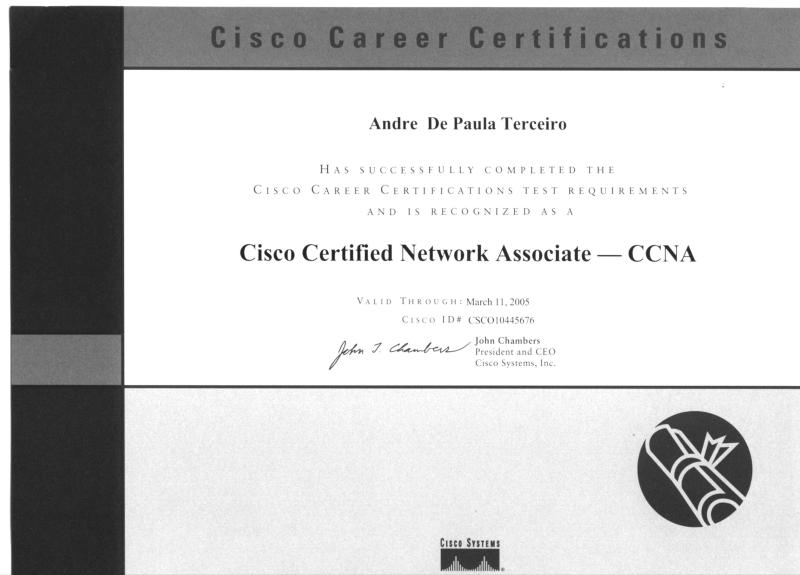 Cisco Career Certifications
Andre De Paula Terceiro
HAS SUCCESSFULLY COMPLETED THE
CISCO CAREER CERTIFICATIONS TEST REQUIREMENTS
AND IS RECOGNIZED AS A
Cisco Certified Network Associate — CCNA
VALID THROUGH: March 11, 2005
CISCO ID# CSCO10445676
John T. Chambers
John Chambers
President and CEO
Cisco Systems, Inc.
CISCO SYSTEMS
®